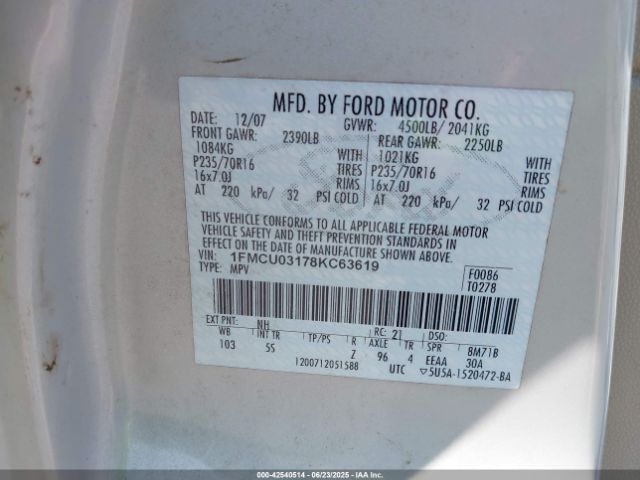 MFD. BY FORD MOTOR CO.
DATE: 12/07 GVWR: 4500LB/ 2041KG
FRONT GAWR: 2390LB REAR GAWR: 2250LB
1084KG WITH 1021KG WITH
P235/70R16 TIRES P235/70R16 TIRES
16x7.0J RIMS 16x7.0J RIMS
AT 220 kPa/ 32 PSI COLD AT 220 kPa/ 32 PSI COLD
THIS VEHICLE CONFORMS TO ALL APPLICABLE FEDERAL MOTOR
VEHICLE SAFETY AND THEFT PREVENTION STANDARDS IN
EFFECT ON THE DATE OF MANUFACTURE SHOWN ABOVE.
VIN: 1FMCU03178KC63619
TYPE: MPV
F0086
T0278
EXT PNT: NH RC: 21 DSO:
WB INT TR TP/PS R AXLE TR SPR BM71B
103 5S Z 96 4 EEAA 30A
1200712051588 UTC ▽5U5A-1520472-BA
000-42540514 - 06/23/2025 - IAA Inc.